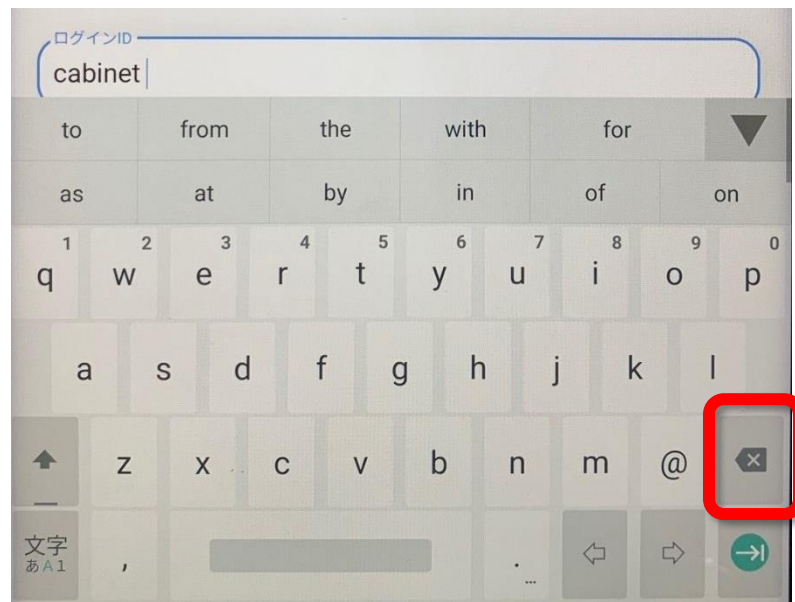 ログインID
cabinet
to from the with for
as at by in of on
1 2 3 4 5 6 7 8 9 0
q w e r t y u i o p
a s d f g h j k l
z x c v b n m @
文字
あA1 , . ...